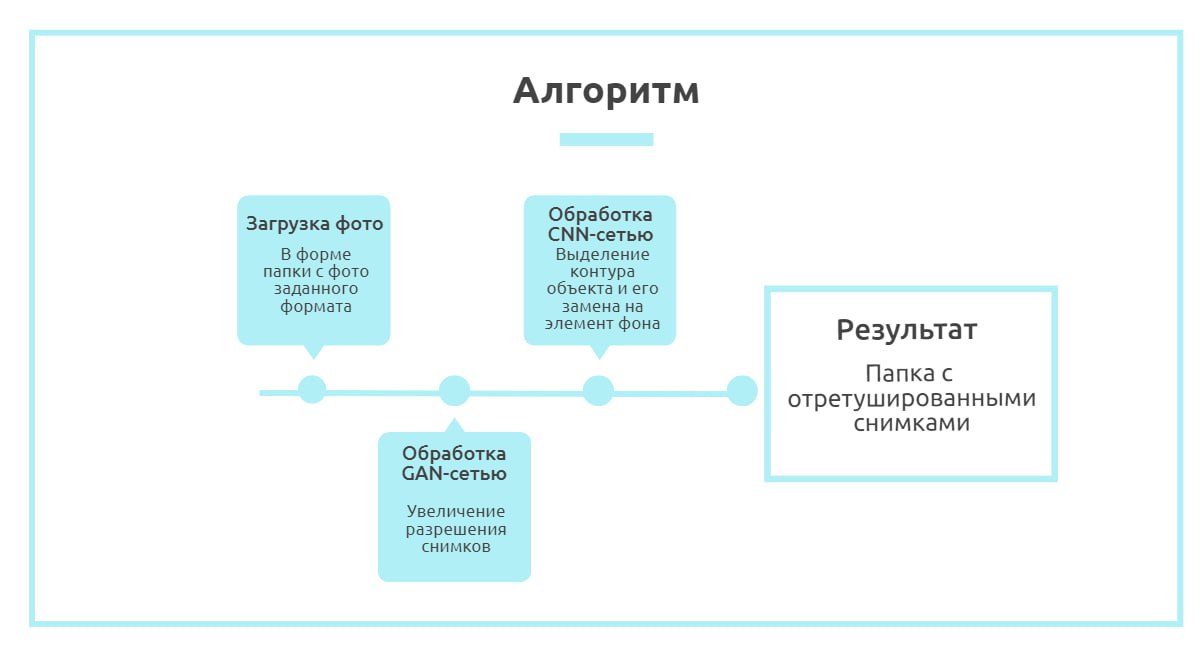 Алгоритм
Загрузка фото
В форме
папки с фото
заданного
формата
Обработка
GAN-сетью
Увеличение
разрешения
снимков
Обработка
CNN-сетью
Выделение
контура
объекта и его
замена на
элемент фона
Результат
Папка с
отретушированными
снимками